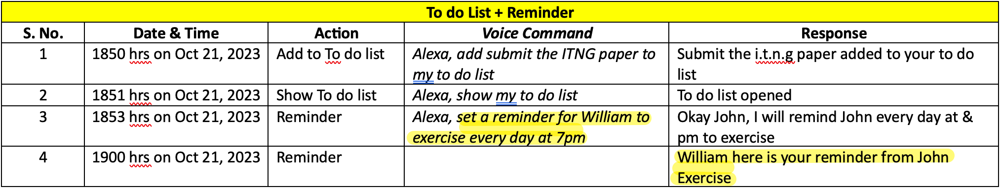 To do List + Reminder
S. No. Date & Time Action Voice Command Response
1 1850 hrs on Oct 21, 2023 Add to To do list Alexa, add submit the ITNG paper to Submit the i.t.n.g paper added to your to do
my to do list list
2 1851 hrs on Oct 21, 2023 Show To do list Alexa, show my to do list To do list opened
3 1853 hrs on Oct 21, 2023 Reminder Alexa, set a reminder for William to Okay John, I will remind John every day at &
exercise every day at 7pm pm to exercise
4 1900 hrs on Oct 21, 2023 Reminder William here is your reminder from John
Exercise